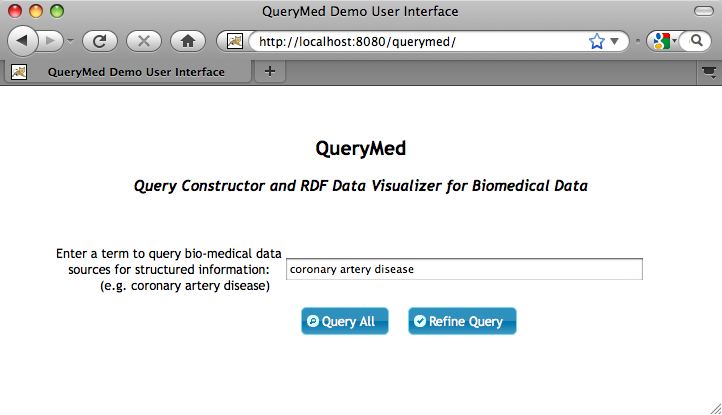 QueryMed Demo User Interface
http://localhost:8080/querymed/
QueryMed Demo User Interface
QueryMed
Query Constructor and RDF Data Visualizer for Biomedical Data
Enter a term to query bio-medical data
sources for structured information:
coronary artery disease
(e.g. coronary artery disease)
Query All
Refine Query